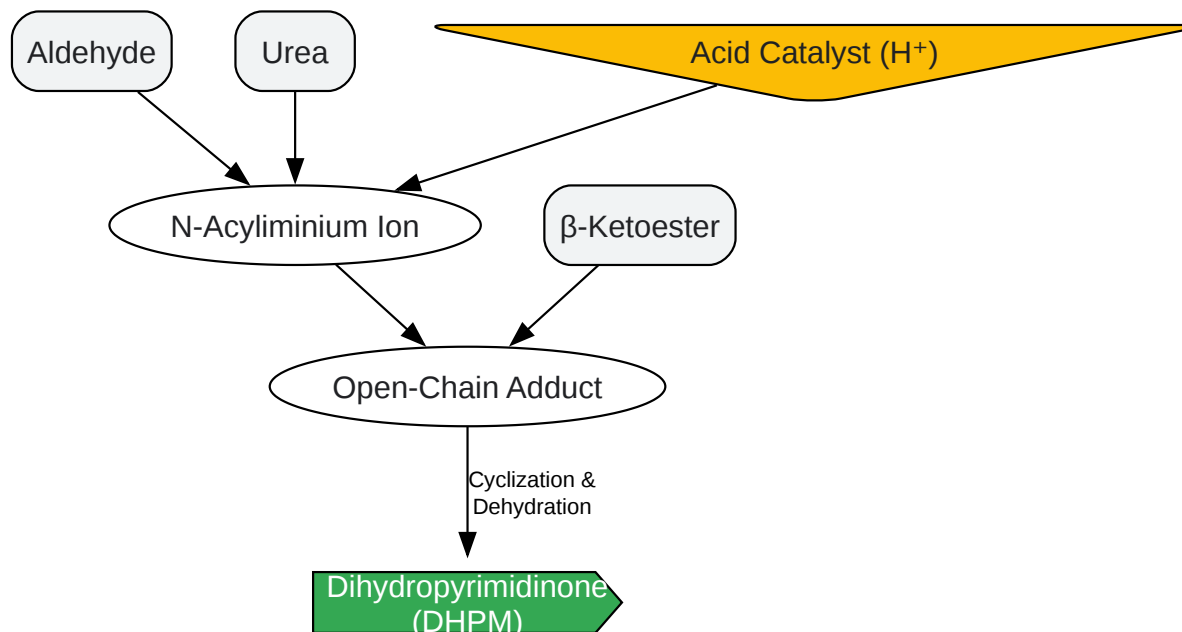 Aldehyde
Urea
Acid Catalyst (H⁺)
N-Acyliminium Ion
β-Ketoester
Open-Chain Adduct
Cyclization &
Dehydration
Dihydropyrimidinone
(DHPM)